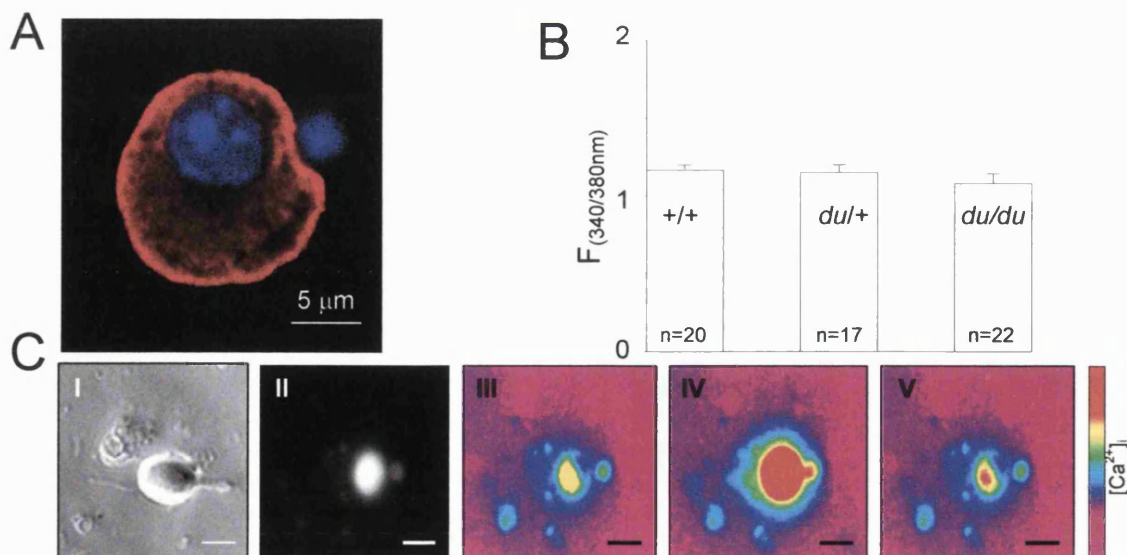 A
5 μm
B
2
1
0
F(340/380nm)
+/+
du/+
du/du
n=20
n=17
n=22
C
I
II
III
IV
V
[Ca2+]i